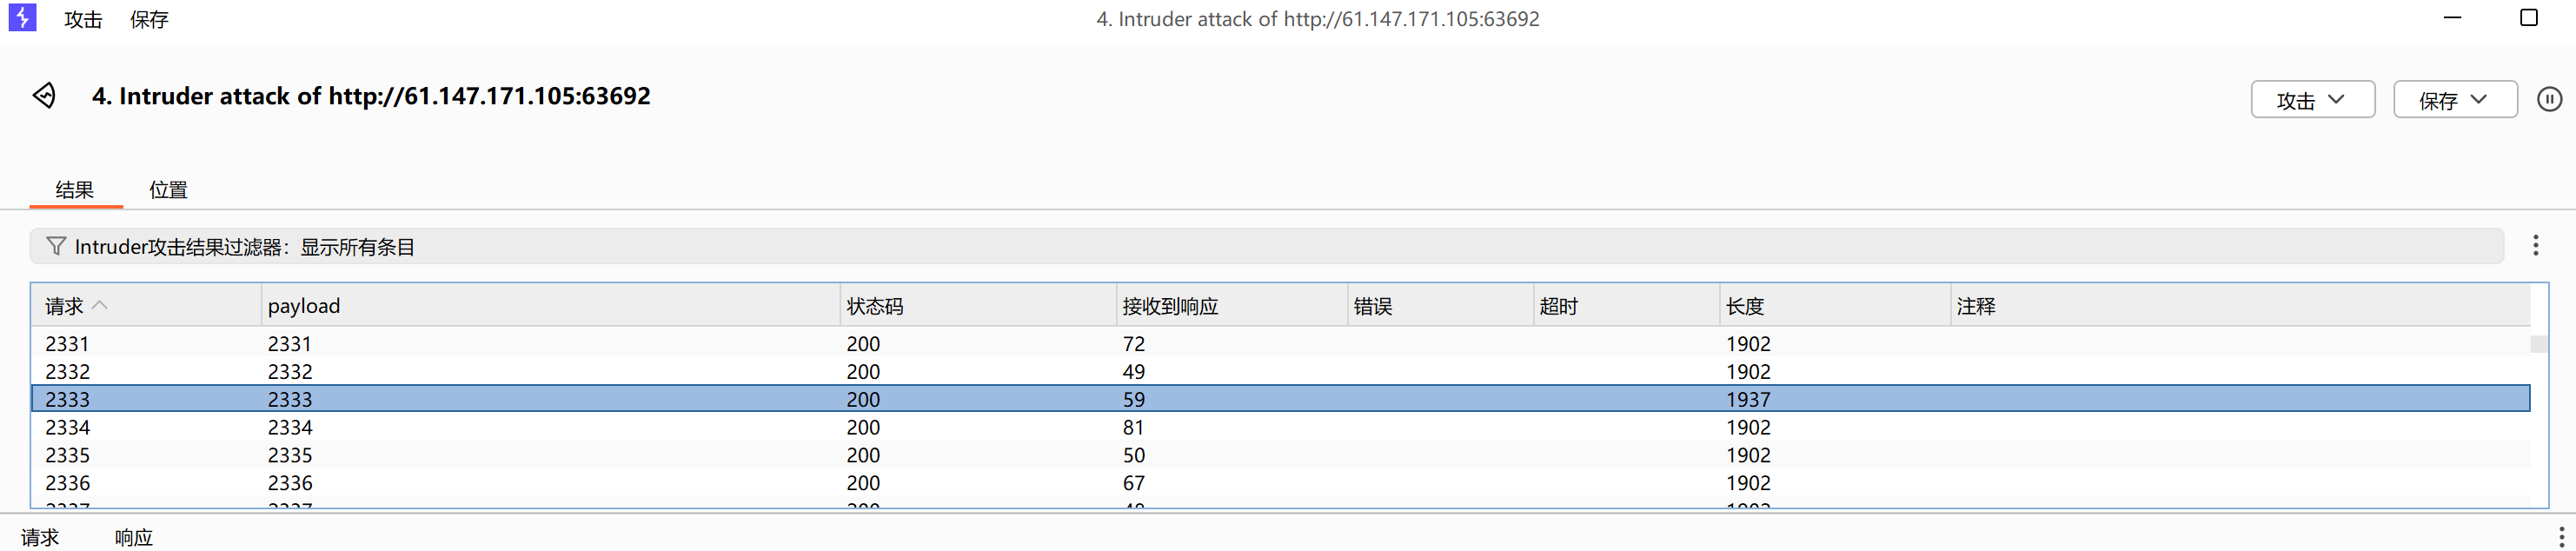 攻击 保存 4. Intruder attack of http://61.147.171.105:63692
4. Intruder attack of http://61.147.171.105:63692 攻击 保存
结果 位置
Intruder攻击结果过滤器：显示所有条目
请求 payload 状态码 接收到响应 错误 超时 长度 注释
2331 2331 200 72 1902
2332 2332 200 49 1902
2333 2333 200 59 1937
2334 2334 200 81 1902
2335 2335 200 50 1902
2336 2336 200 67 1902
请求 响应